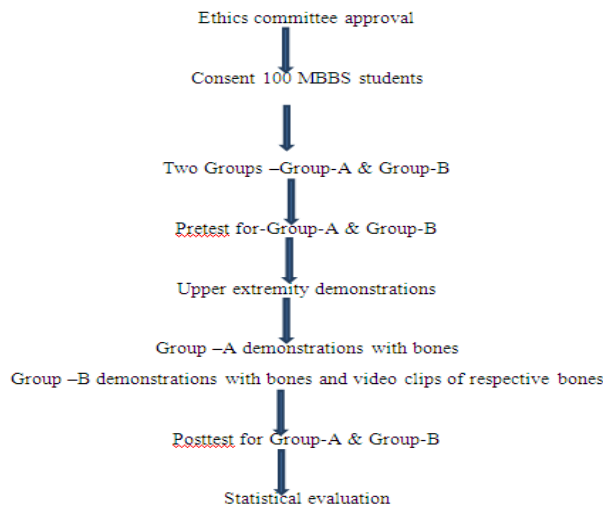 Ethics committee approval
Consent 100 MBBS students
Two Groups –Group-A & Group-B
Pretest for-Group-A & Group-B
Upper extremity demonstrations
Group –A demonstrations with bones
Group –B demonstrations with bones and video clips of respective bones
Posttest for Group-A & Group-B
Statistical evaluation